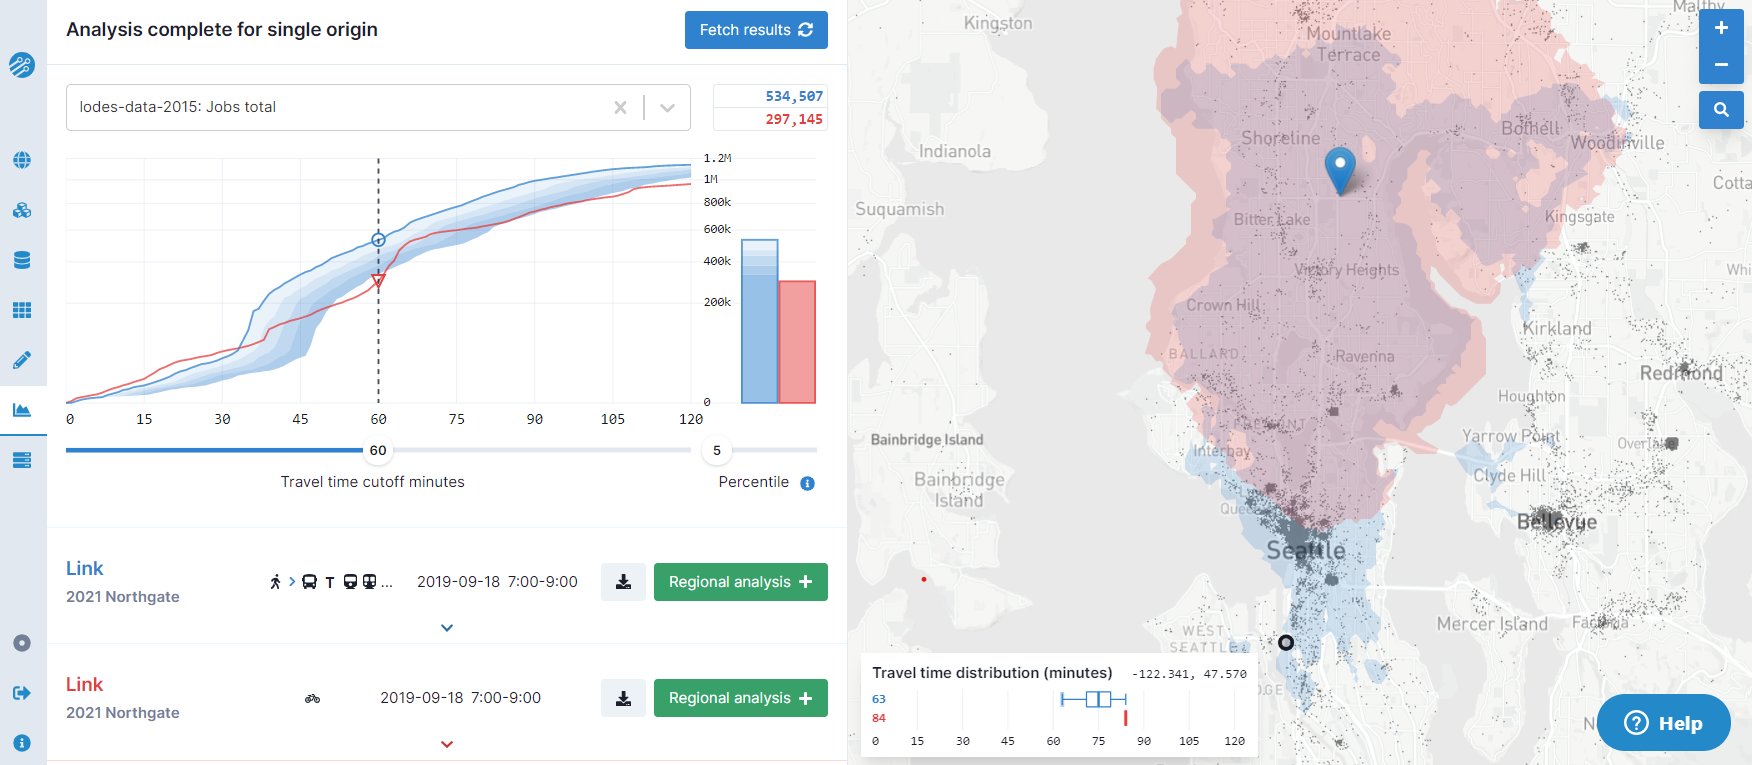 Analysis complete for single origin
Fetch results
lodes-data-2015: Jobs total
534,507
297,145
1.2M
1M
800k
600k
400k
200k
0
0 15 30 45 60 75 90 105 120
60
5
Travel time cutoff minutes
Percentile
Link
2021 Northgate
T
...
2019-09-18 7:00-9:00
Regional analysis +
Link
2021 Northgate
2019-09-18 7:00-9:00
Regional analysis +
Kingston
Mountlake
Terrace
Maltby
+
−
Indianola
Shoreline
Bothell
Woodinville
Cotta
Suquamish
Bitter Lake
Kingsgate
Victory Heights
Whi
Crown Hill
Kirkland
BALLARD
Ravenna
Redmond
Houghton
FREMONT
Bainbridge Island
Interbay
Yarrow Point
Overlake
Bainbridge
Island
Clyde Hill
Quee
Bellevue
Seattle
Mercer Island
Factoria
WEST
SEATTLE
DGE
Travel time distribution (minutes)
-122.341, 47.570
63
84
0 15 30 45 60 75 90 105 120
N
Help